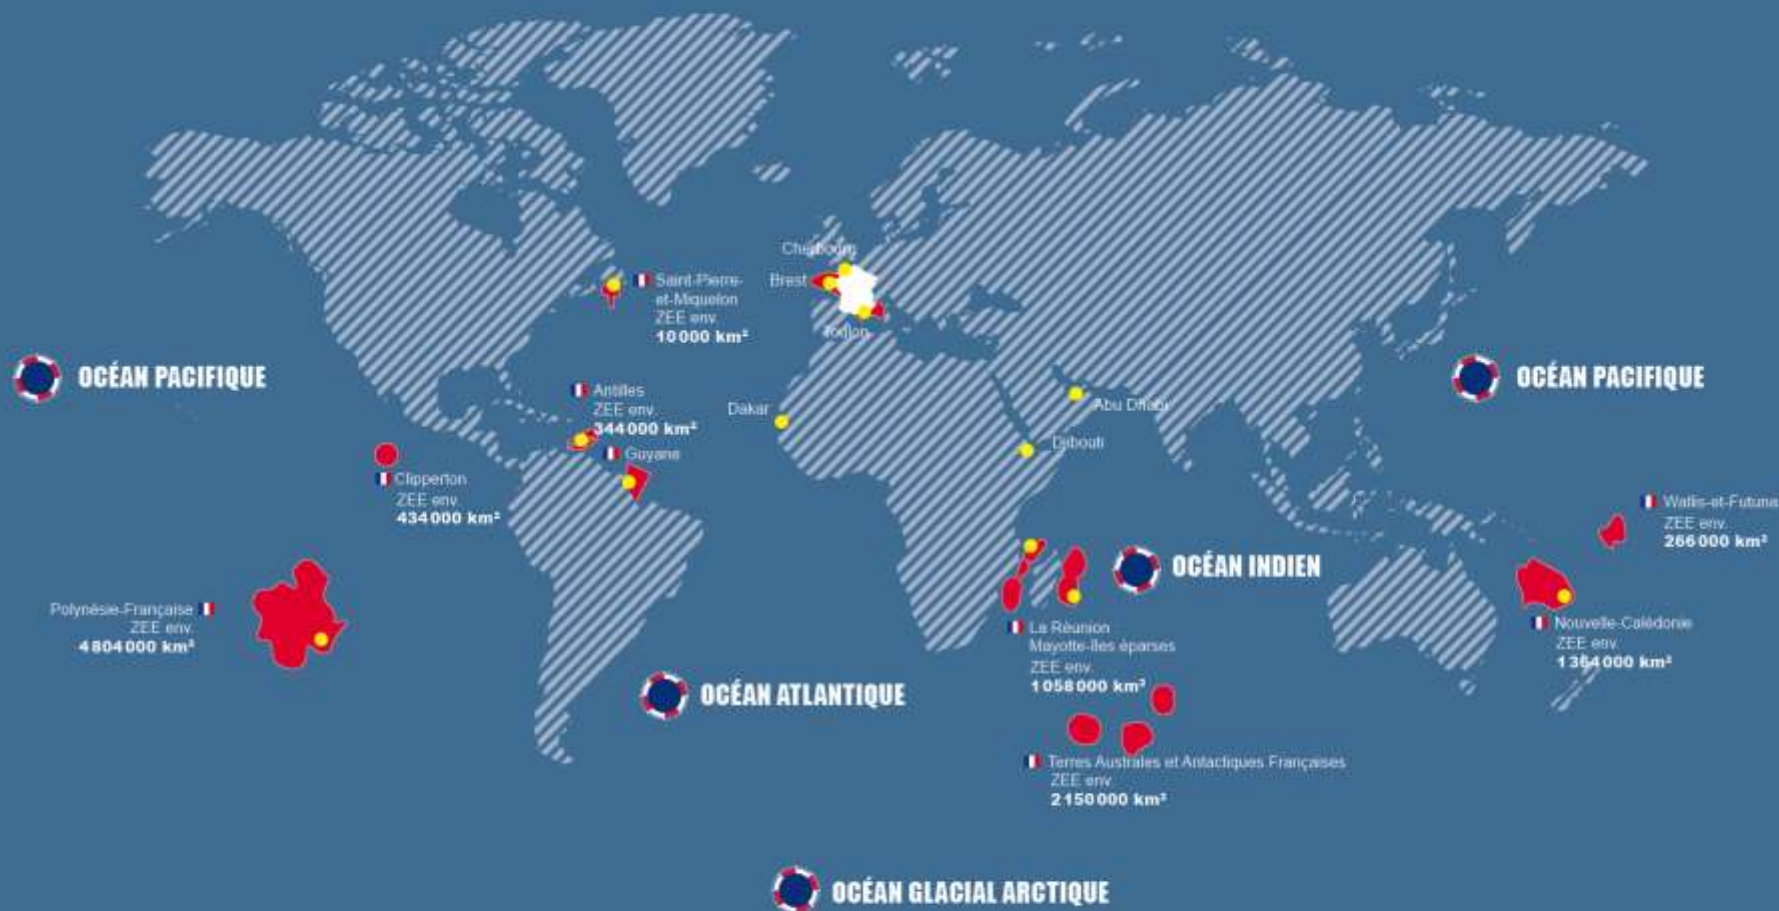 Cherbourg
Brest
Toulon
Saint-Pierre-
et-Miquelon
ZEE env.
10 000 km²
OCÉAN PACIFIQUE
OCÉAN PACIFIQUE
Antilles
ZEE env.
344 000 km²
Guyane
Dakar
Abu Dhabi
Djibouti
Clipperton
ZEE env.
434 000 km²
Wallis-et-Futuna
ZEE env.
266 000 km²
OCÉAN INDIEN
Polynésie-Française
ZEE env.
4 804 000 km²
La Réunion
Mayotte-Iles éparses
ZEE env.
1 058 000 km²
Nouvelle-Calédonie
ZEE env.
1 364 000 km²
OCÉAN ATLANTIQUE
Terres Australes et Antactiques Françaises
ZEE env.
2 150 000 km²
OCÉAN GLACIAL ARCTIQUE